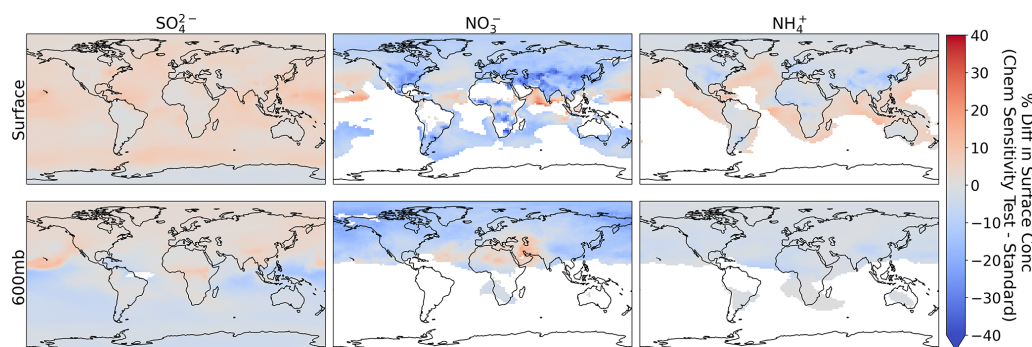 SO₄²⁻ NO₃⁻ NH₄⁺
Surface
600mb
40
30
20
10
0
−10
−20
−30
−40
% Diff in Surface Conc
(Chem Sensitivity Test - Standard)